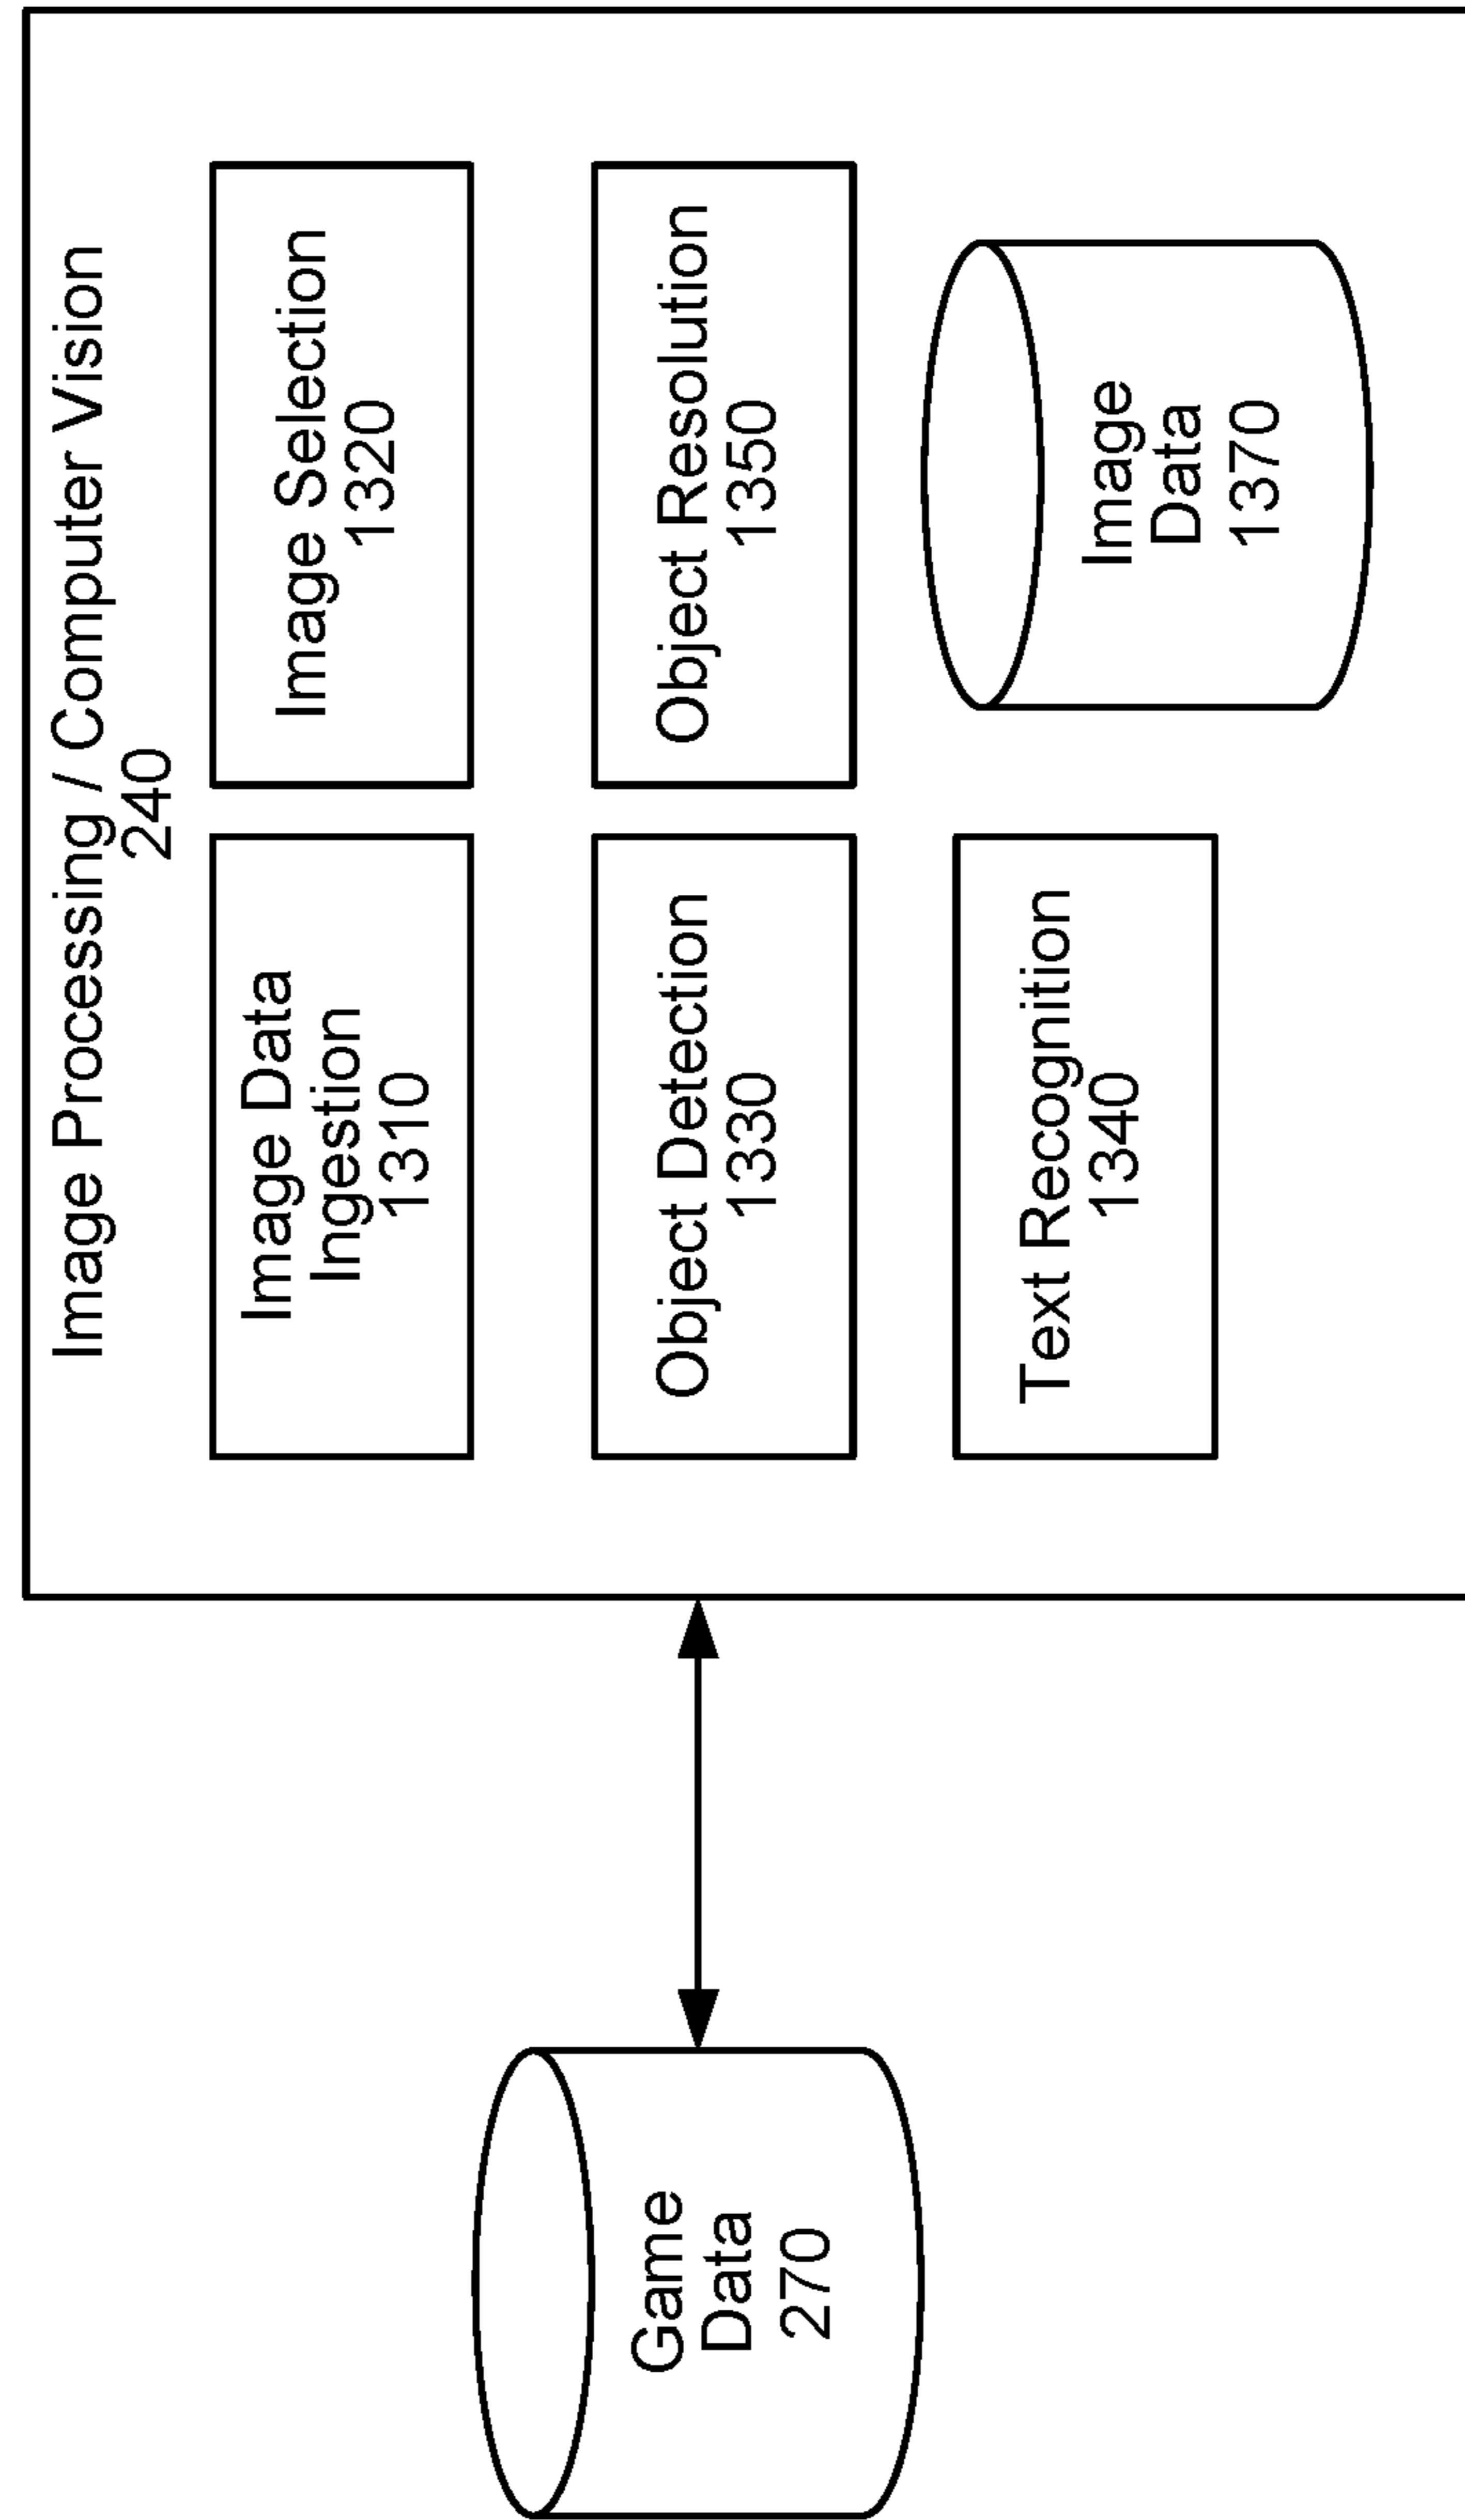 Image Processing / Computer Vision
240
Image Data
Ingestion
1310
Image Selection
1320
Object Detection
1330
Object Resolution
1350
Text Recognition
1340
Image
Data
1370
Game
Data
270